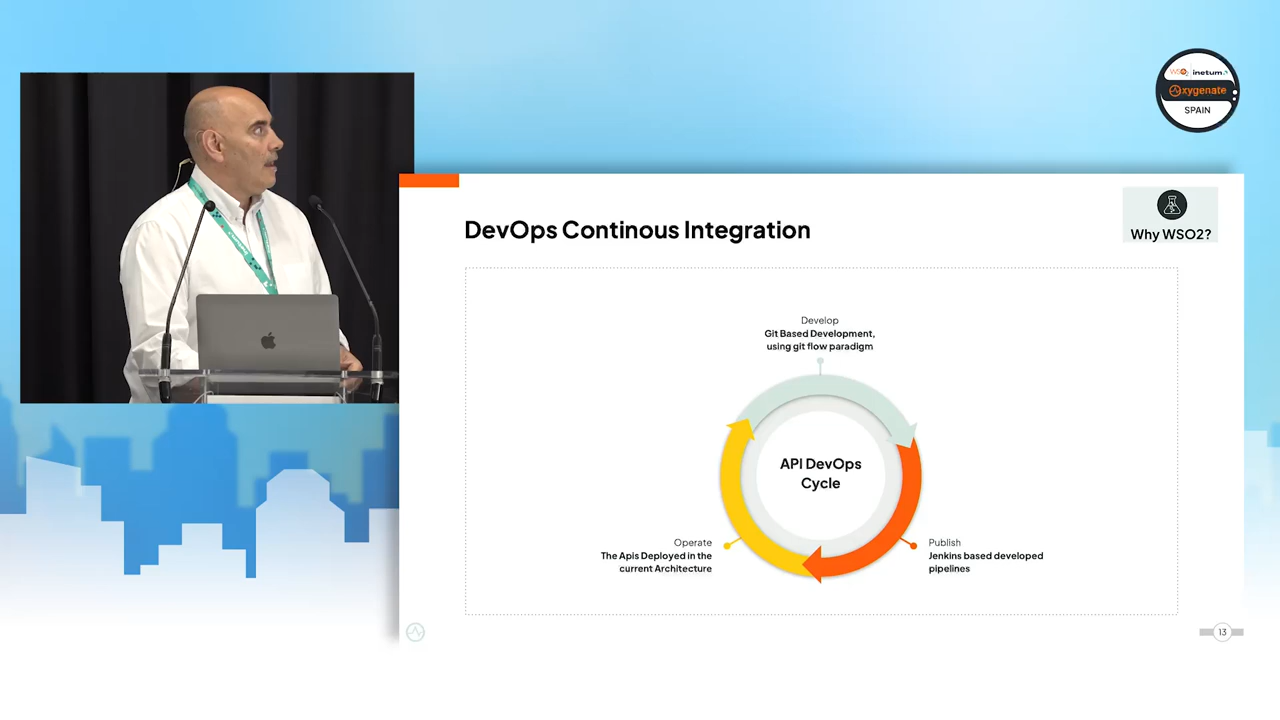 WSO2 inetum.
Oxygenate
SPAIN
DevOps Continous Integration
Why WSO2?
Develop
Git Based Development,
using git flow paradigm
API DevOps
Cycle
Operate
The Apis Deployed in the
current Architecture
Publish
Jenkins based developed
pipelines
13